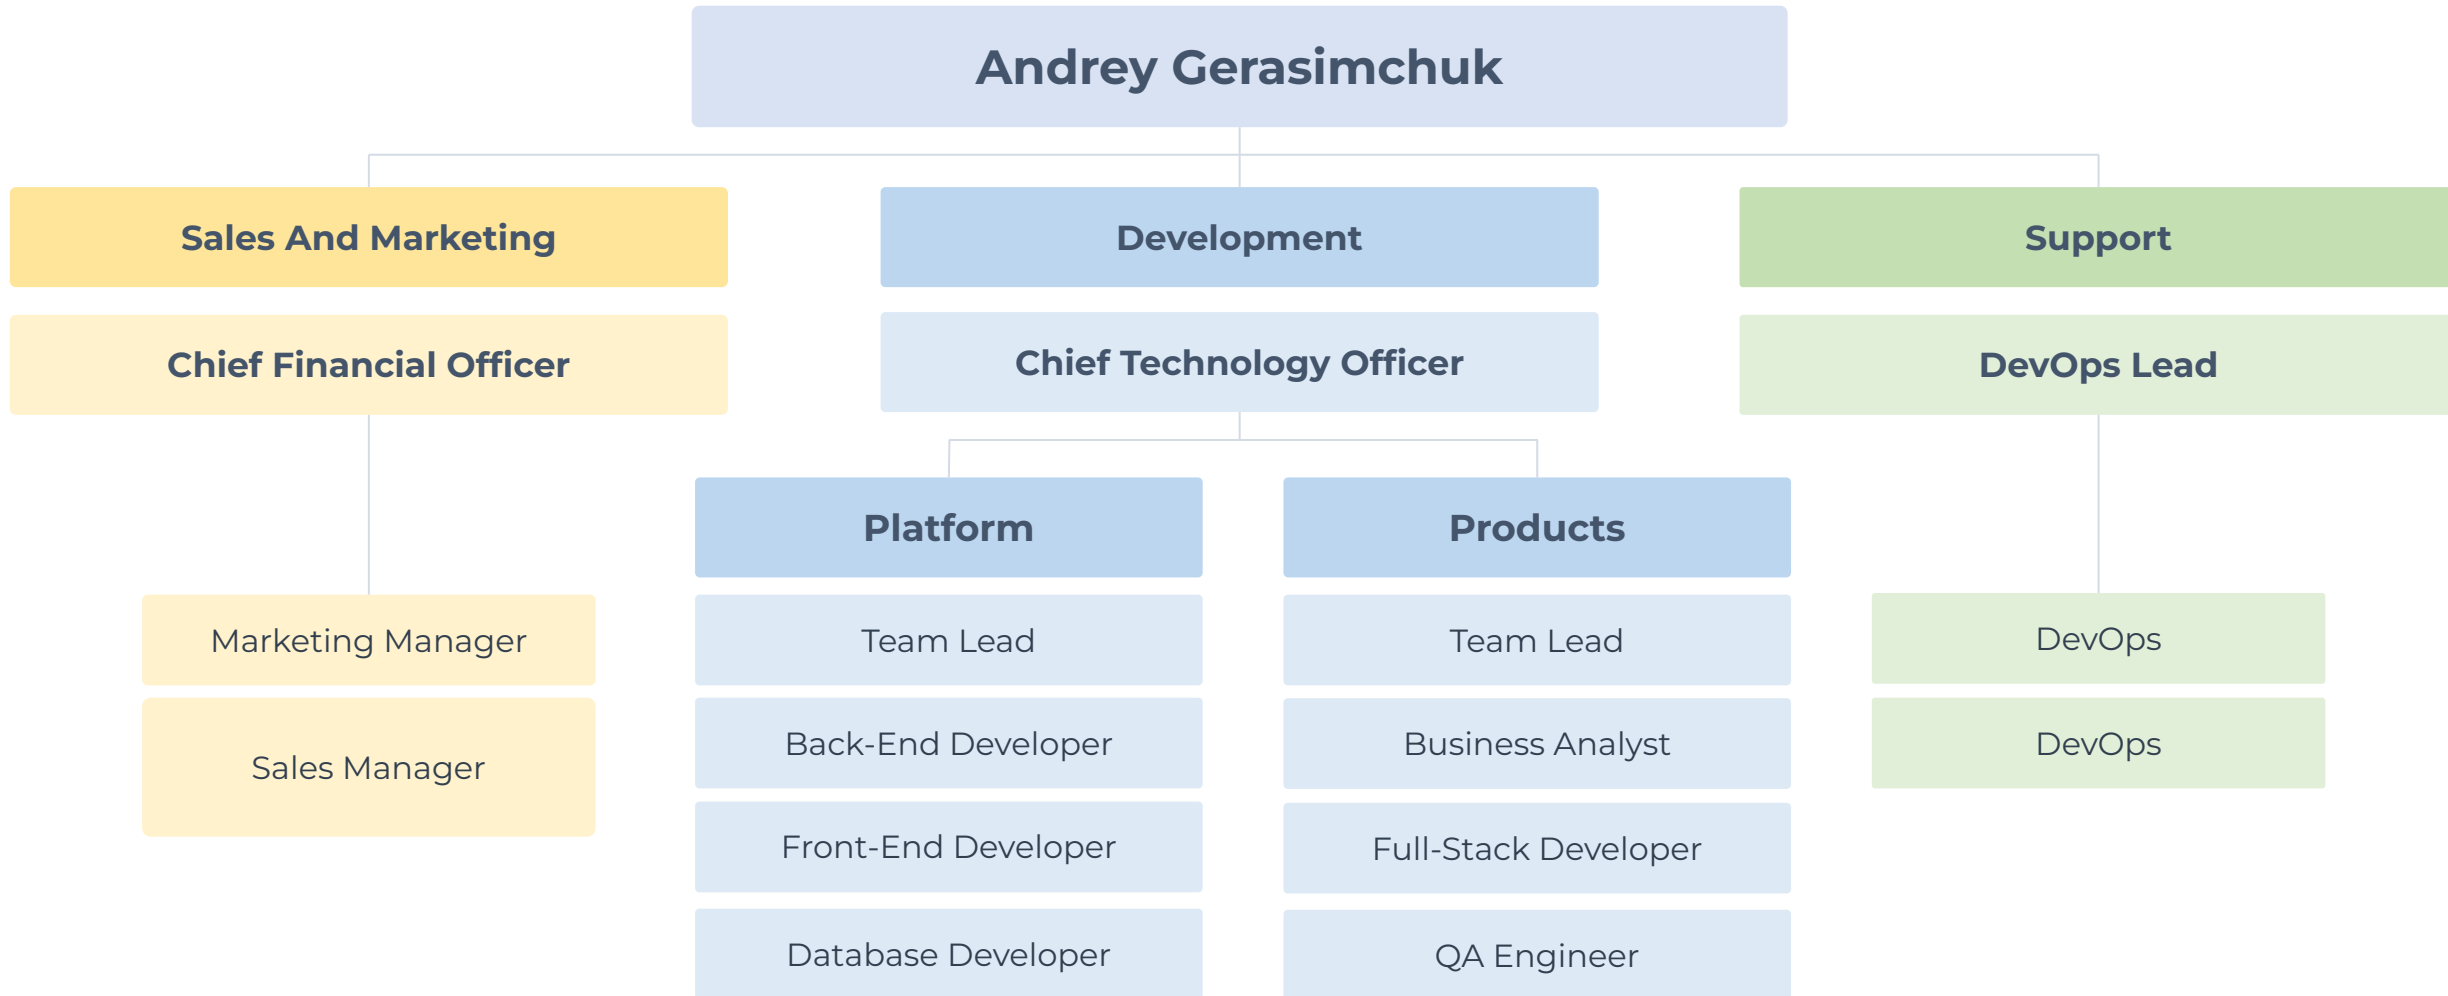 Andrey Gerasimchuk
Sales And Marketing
Development
Support
Chief Financial Officer
Chief Technology Officer
DevOps Lead
Platform
Products
Marketing Manager
Team Lead
Team Lead
DevOps
Sales Manager
Back-End Developer
Business Analyst
DevOps
Front-End Developer
Full-Stack Developer
Database Developer
QA Engineer